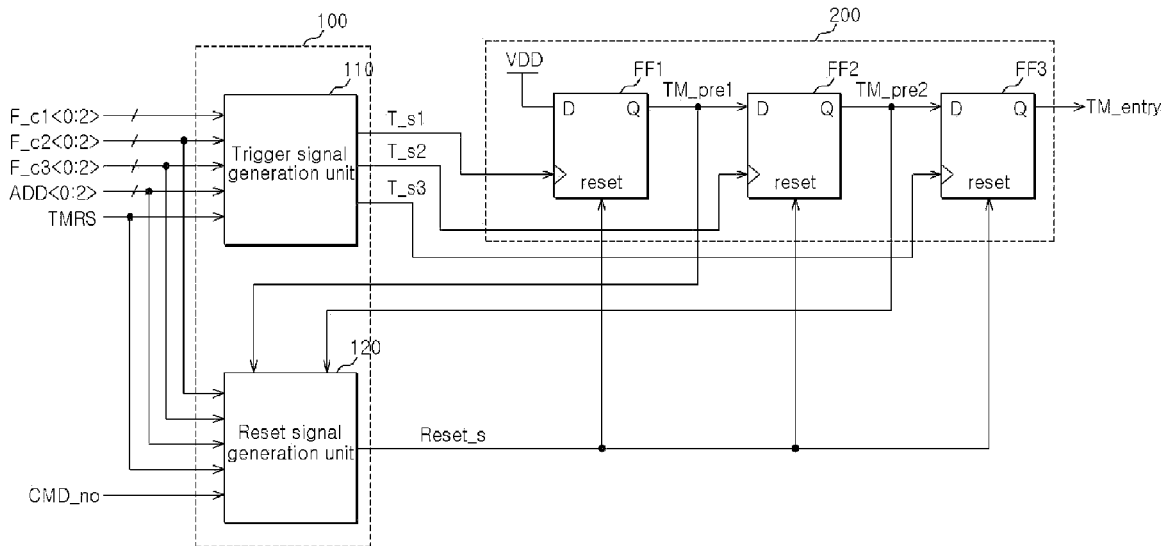 100
200
110
VDD
FF1
FF2
FF3
TM_pre1
TM_pre2
D Q
D Q
D Q
TM_entry
F_c1<0:2>
F_c2<0:2>
F_c3<0:2>
ADD<0:2>
TMRS
Trigger signal
generation unit
T_s1
T_s2
T_s3
reset
reset
reset
120
Reset signal
generation unit
Reset_s
CMD_no